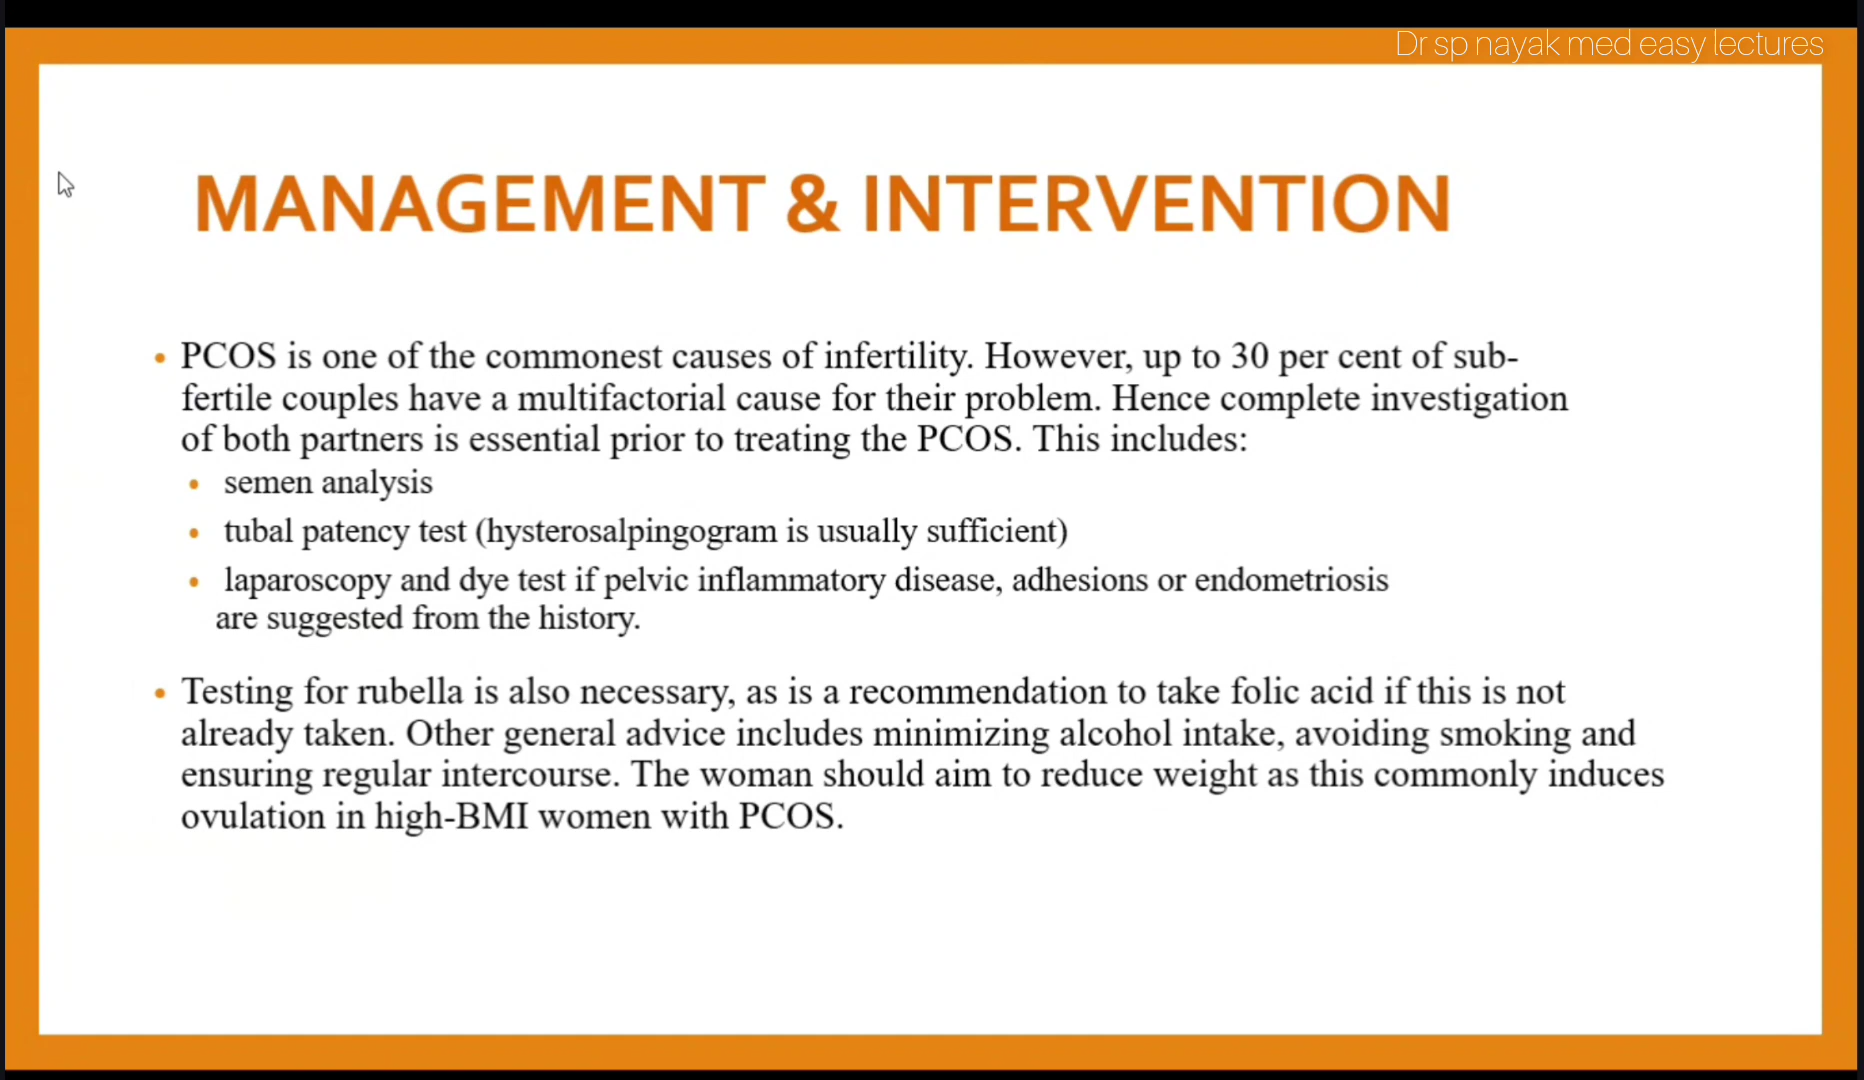 Dr sp nayak med easy lectures
MANAGEMENT & INTERVENTION
• PCOS is one of the commonest causes of infertility. However, up to 30 per cent of sub-
fertile couples have a multifactorial cause for their problem. Hence complete investigation
of both partners is essential prior to treating the PCOS. This includes:
• semen analysis
• tubal patency test (hysterosalpingogram is usually sufficient)
• laparoscopy and dye test if pelvic inflammatory disease, adhesions or endometriosis
are suggested from the history.
• Testing for rubella is also necessary, as is a recommendation to take folic acid if this is not
already taken. Other general advice includes minimizing alcohol intake, avoiding smoking and
ensuring regular intercourse. The woman should aim to reduce weight as this commonly induces
ovulation in high-BMI women with PCOS.